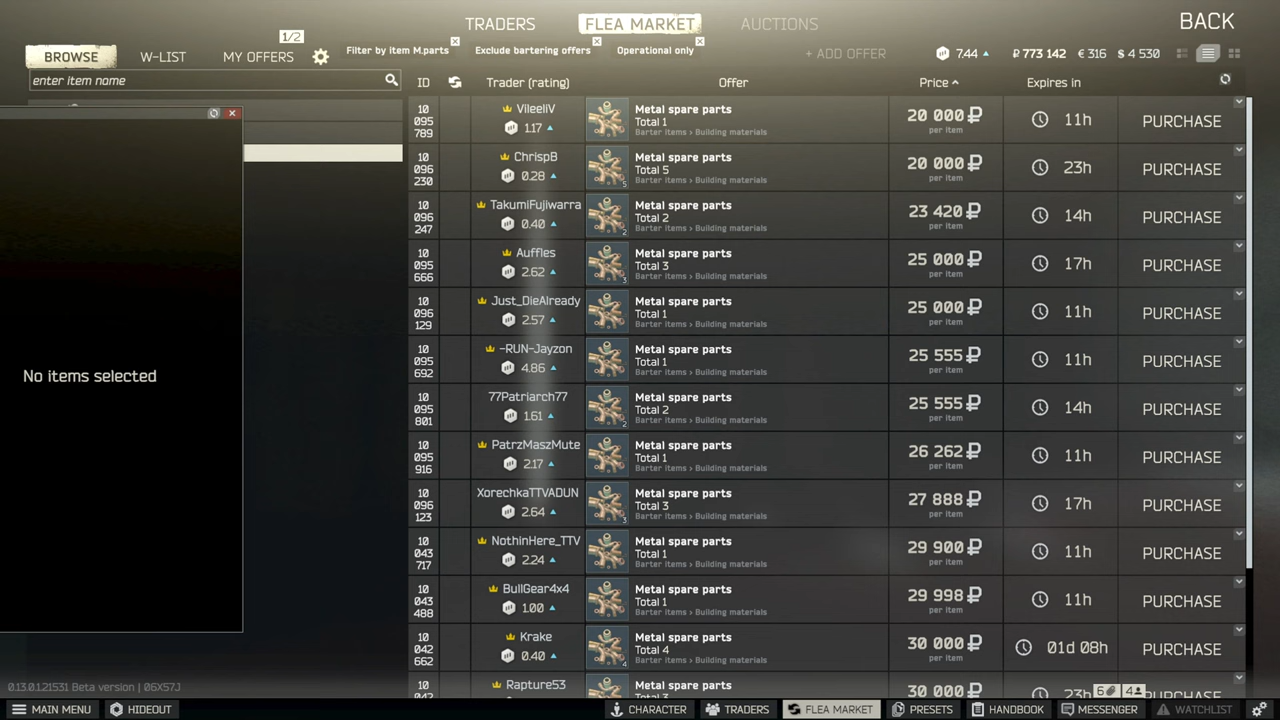 TRADERS FLEA MARKET AUCTIONS BACK
1/2
BROWSE W-LIST MY OFFERS Filter by item M.parts Exclude bartering offers Operational only + ADD OFFER 7.44 ₽ 773 142 € 316 $ 4 530
enter item name
ID Trader (rating) Offer Price Expires in
10 095 789 VileeliV 1.17 Metal spare parts Total 1 Barter items > Building materials 20 000 ₽ per item 11h PURCHASE
10 096 230 ChrispB 0.28 Metal spare parts Total 5 Barter items > Building materials 5 20 000 ₽ per item 23h PURCHASE
10 096 247 TakumiFujiwarra 0.40 Metal spare parts Total 2 Barter items > Building materials 2 23 420 ₽ per item 14h PURCHASE
10 095 666 Auffles 2.62 Metal spare parts Total 3 Barter items > Building materials 3 25 000 ₽ per item 17h PURCHASE
10 096 129 Just_DieAlready 2.57 Metal spare parts Total 1 Barter items > Building materials 25 000 ₽ per item 11h PURCHASE
10 095 692 -RUN-Jayzon 4.86 Metal spare parts Total 1 Barter items > Building materials 25 555 ₽ per item 11h PURCHASE
No items selected
10 095 801 77Patriarch77 1.61 Metal spare parts Total 2 Barter items > Building materials 2 25 555 ₽ per item 14h PURCHASE
10 095 916 PatrzMaszMute 2.17 Metal spare parts Total 1 Barter items > Building materials 26 262 ₽ per item 11h PURCHASE
10 096 123 XorechkaTTVADUN 2.64 Metal spare parts Total 3 Barter items > Building materials 3 27 888 ₽ per item 17h PURCHASE
10 043 717 NothinHere_TTV 2.24 Metal spare parts Total 1 Barter items > Building materials 29 900 ₽ per item 11h PURCHASE
10 043 488 BullGear4x4 1.00 Metal spare parts Total 1 Barter items > Building materials 29 998 ₽ per item 11h PURCHASE
10 042 662 Krake 0.40 Metal spare parts Total 4 Barter items > Building materials 4 30 000 ₽ per item 01d 08h PURCHASE
10 Rapture53 Metal spare parts 30 000 ₽ 23h PURCHASE
0.13.0.1.21531 Beta version | 06X57J
6 4
MAIN MENU HIDEOUT CHARACTER TRADERS FLEA MARKET PRESETS HANDBOOK MESSENGER WATCHLIST